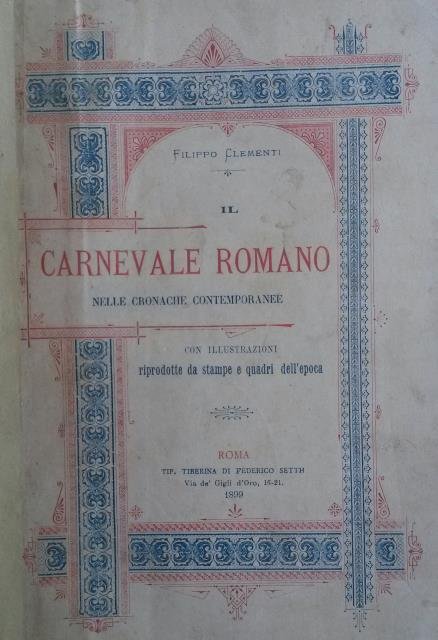 FILIPPO CLEMENTI
IL
CARNEVALE ROMANO
NELLE CRONACHE CONTEMPORANEE
CON ILLUSTRAZIONI
riprodotte da stampe e quadri dell'epoca
ROMA
TIP. TIBERINA DI FEDERICO SETTH
Via de' Gigli d'Oro, 16-21.
1899